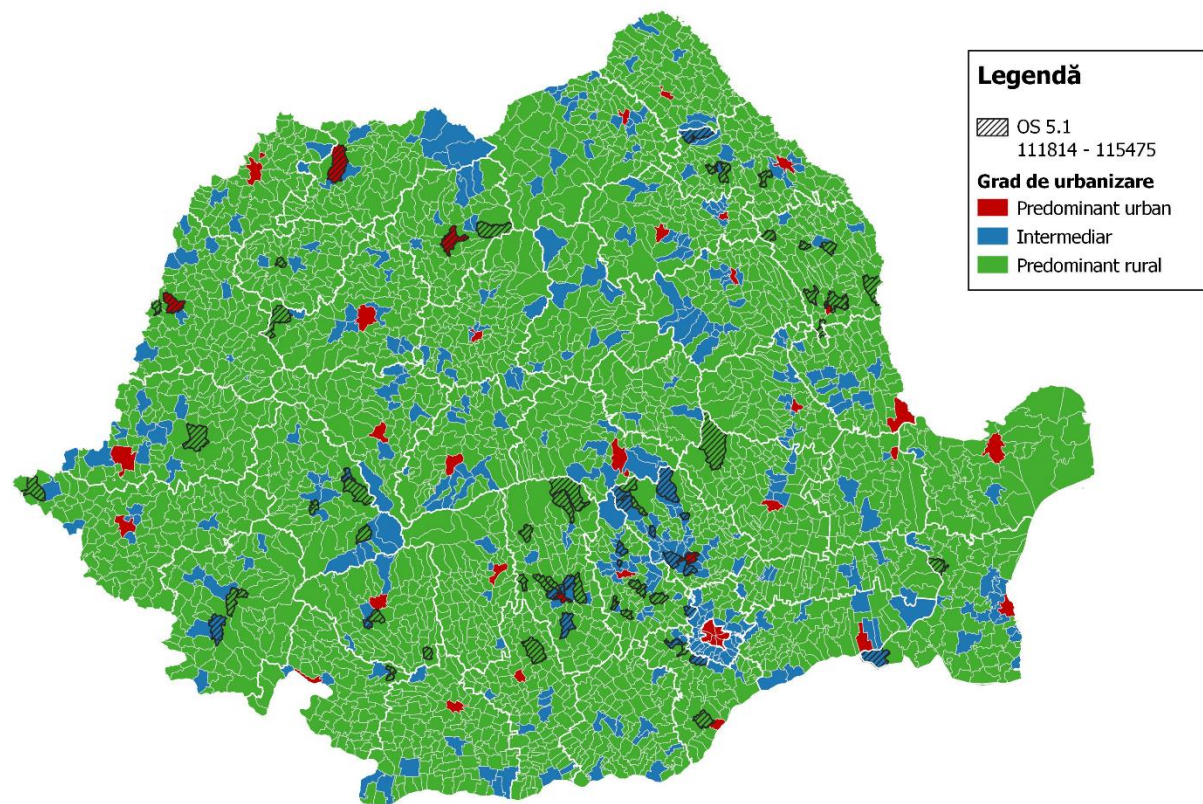 Legendă
OS 5.1
111814 - 115475
Grad de urbanizare
Predominant urban
Intermediar
Predominant rural